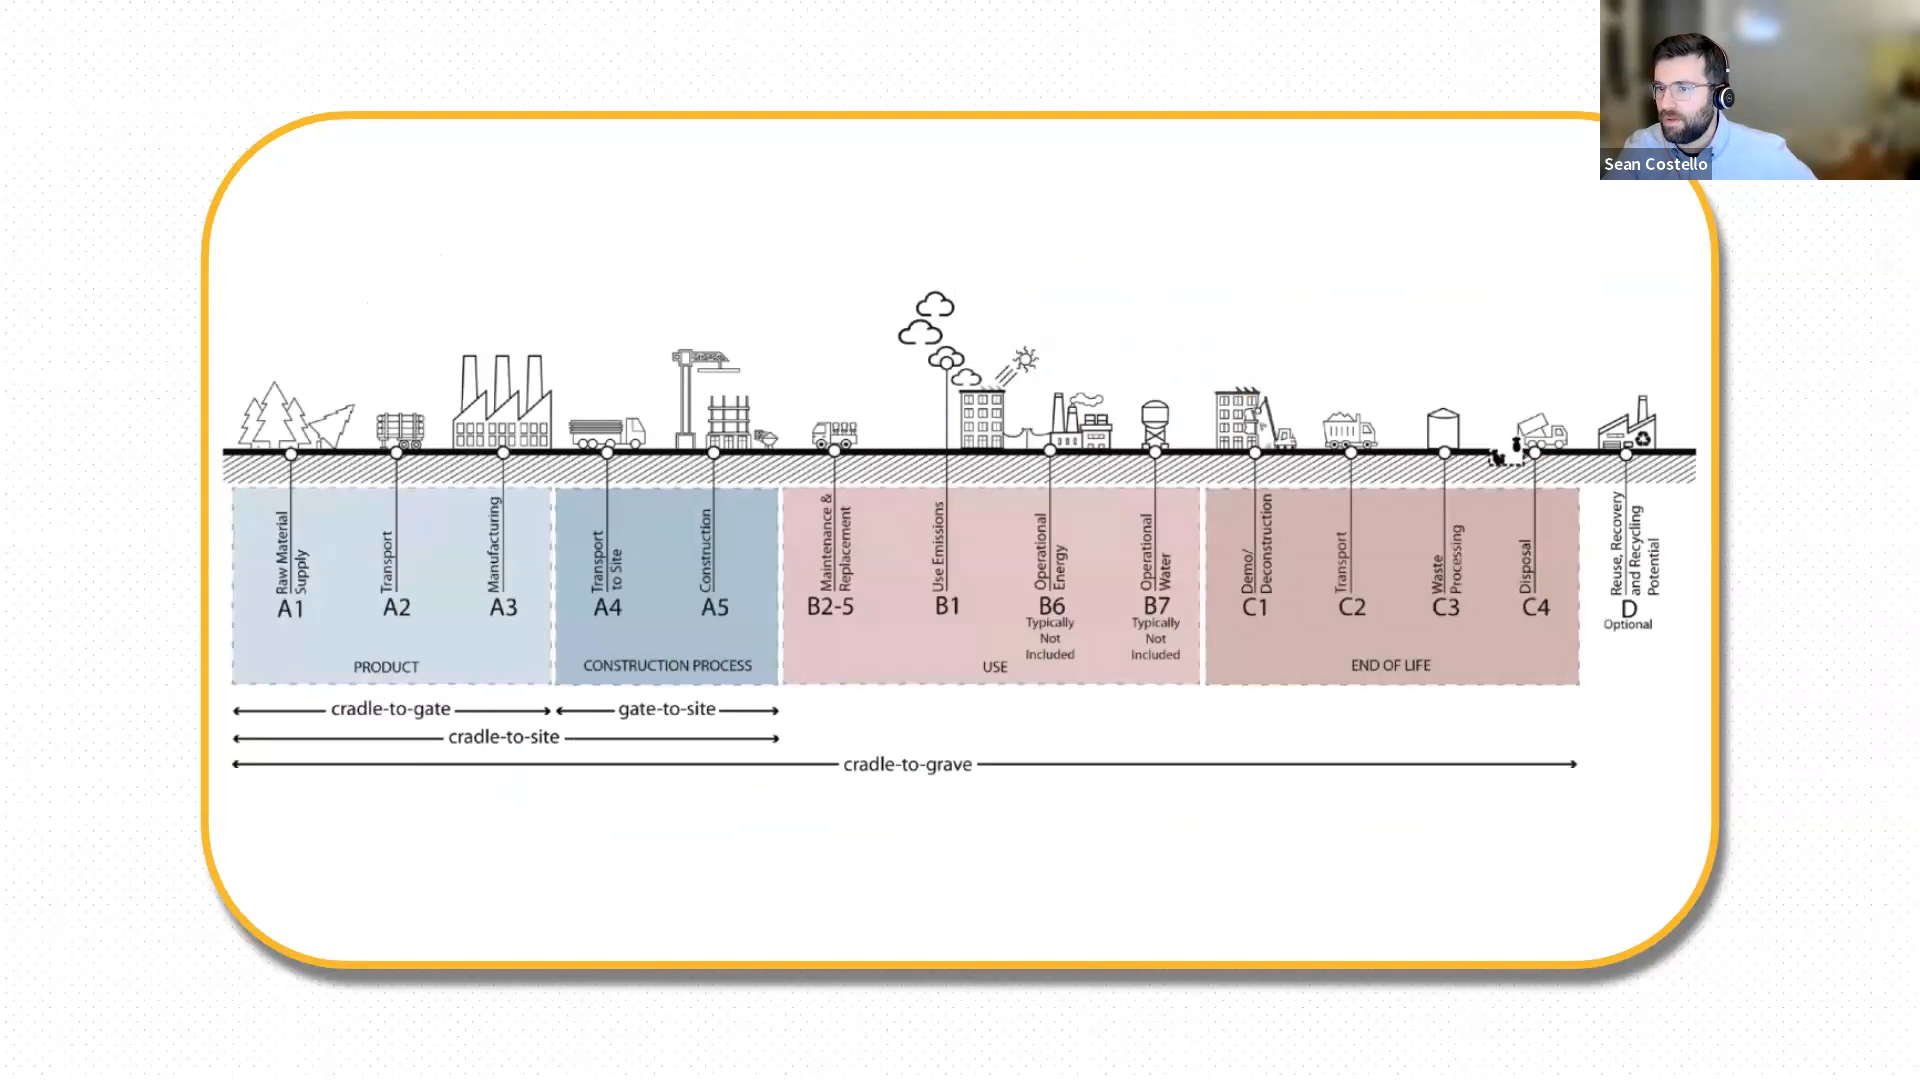 Sean Costello
Raw Material
Supply
A1
Transport
A2
Manufacturing
A3
PRODUCT
Transport
to Site
A4
Construction
A5
CONSTRUCTION PROCESS
Maintenance &
Replacement
B2-5
Use Emissions
B1
Operational
Energy
B6
Typically
Not
Included
Operational
Water
B7
Typically
Not
Included
USE
Demo/
Deconstruction
C1
Transport
C2
Waste
Processing
C3
Disposal
C4
END OF LIFE
Reuse, Recovery
and Recycling
Potential
D
Optional
cradle-to-gate
gate-to-site
cradle-to-site
cradle-to-grave